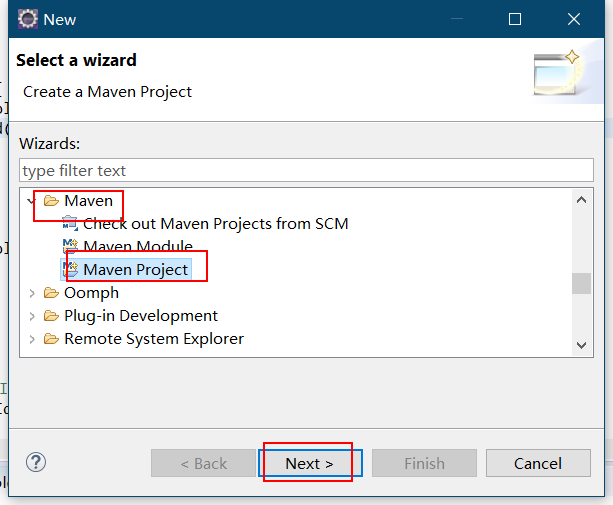 New
Select a wizard
Create a Maven Project
Wizards:
type filter text
Maven
Check out Maven Projects from SCM
Maven Module
Maven Project
Oomph
Plug-in Development
Remote System Explorer
< Back
Next >
Finish
Cancel